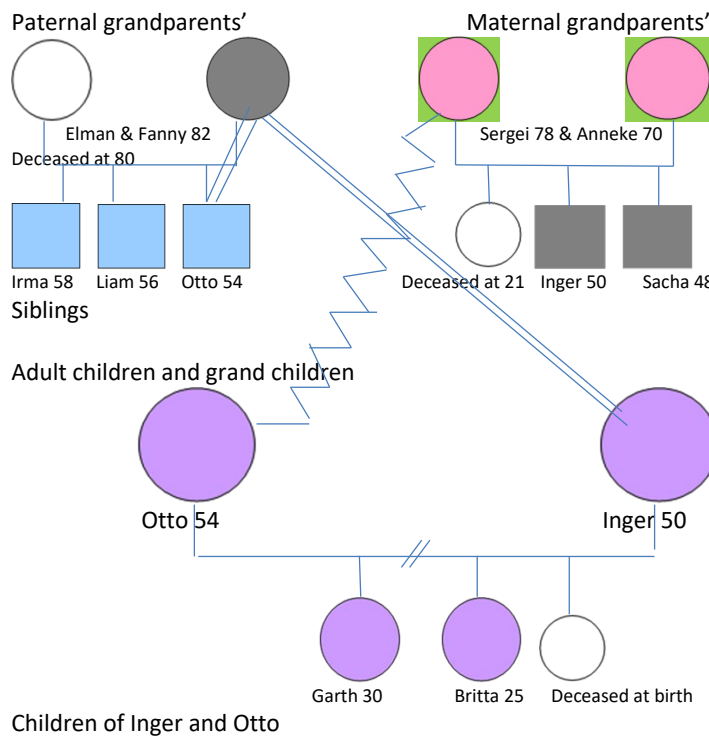 Paternal grandparents’
Maternal grandparents’
Elman & Fanny 82
Sergei 78 & Anneke 70
Deceased at 80
Irma 58
Liam 56
Otto 54
Deceased at 21
Inger 50
Sacha 48
Siblings
Adult children and grand children
Otto 54
Inger 50
Garth 30
Britta 25
Deceased at birth
Children of Inger and Otto